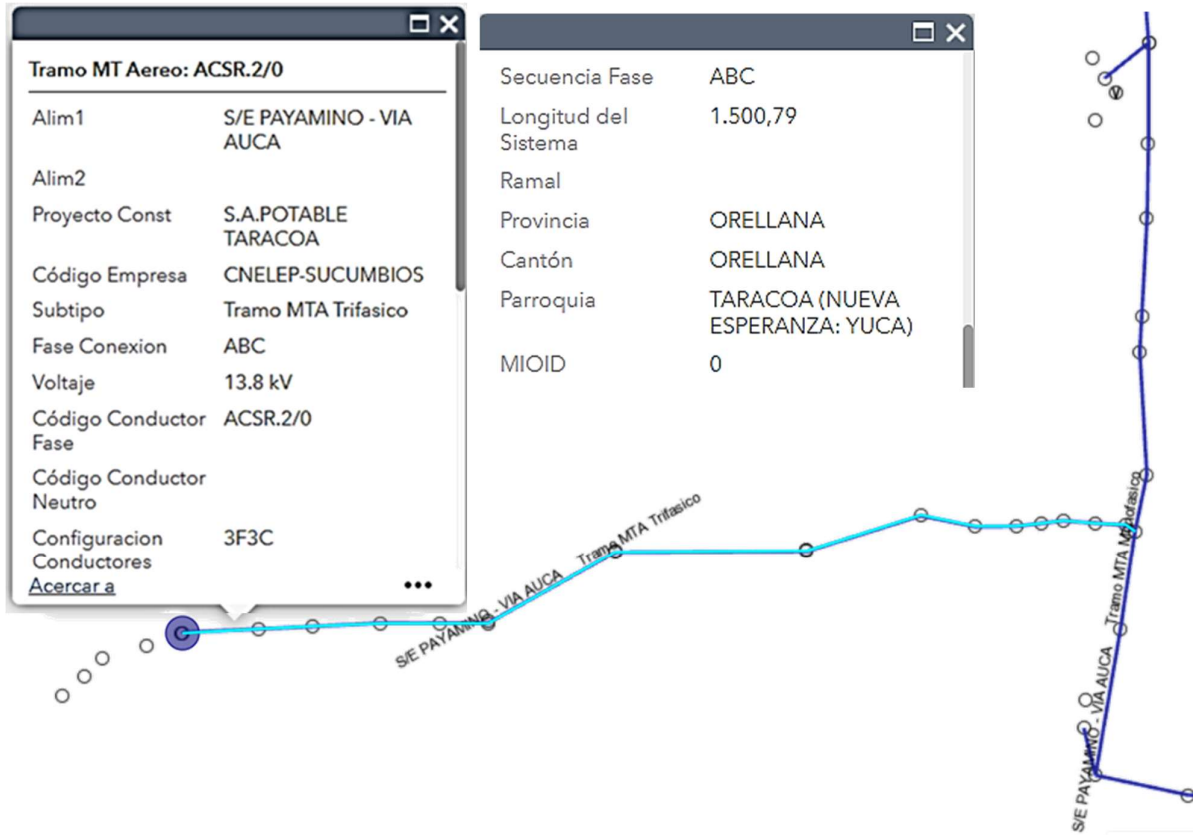 Tramo MT Aereo: ACSR.2/0
Alim1 S/E PAYAMINO - VIA
AUCA
Alim2
Proyecto Const S.A.POTABLE
TARACOA
Código Empresa CNELEP-SUCUMBIOS
Subtipo Tramo MTA Trifasico
Fase Conexion ABC
Voltaje 13.8 kV
Código Conductor ACSR.2/0
Fase
Código Conductor
Neutro
Configuracion 3F3C
Conductores
Acercar a
Secuencia Fase ABC
Longitud del 1.500,79
Sistema
Ramal
Provincia ORELLANA
Cantón ORELLANA
Parroquia TARACOA (NUEVA
ESPERANZA: YUCA)
MIOID 0
S/E PAYAMINO - VIA AUCA Tramo MTA Trifasico
S/E PAYAMINO - VIA AUCA Tramo MTA